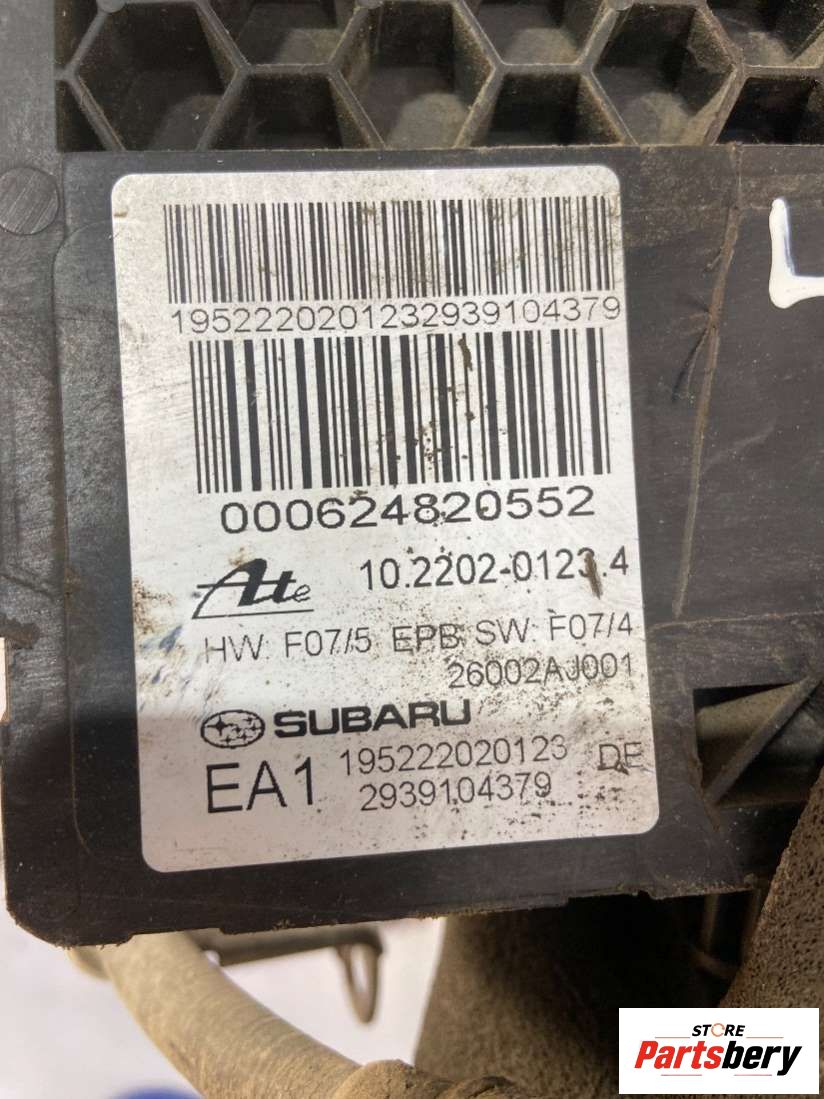 1952220201232939104379
000624820552
Ate 10.2202-0123.4
HW: F07/5 EPB SW: F07/4
26002AJ001
SUBARU
EA1 195222020123 DE
2939104379
STORE
Partsbery